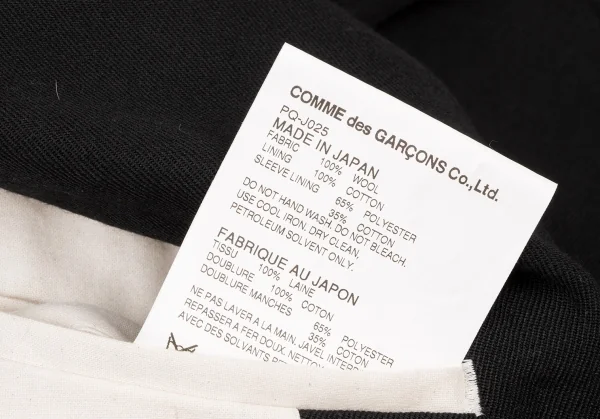 COMME des GARÇONS Co.,Ltd.
PQ-J025
MADE IN JAPAN
FABRIC 100% WOOL
LINING 100% COTTON
SLEEVE LINING 65% POLYESTER
35% COTTON
DO NOT HAND WASH. DO NOT BLEACH.
USE COOL IRON. DRY CLEAN.
PETROLEUM SOLVENT ONLY.
FABRIQUE AU JAPON
TISSU 100% LAINE
DOUBLURE 100% COTON
DOUBLURE MANCHES 65% POLYESTER
35% COTON
NE PAS LAVER A LA MAIN, JAVEL INTERD
REPASSER A FER DOUX. NETTOY
AVEC DES SOLVANTS